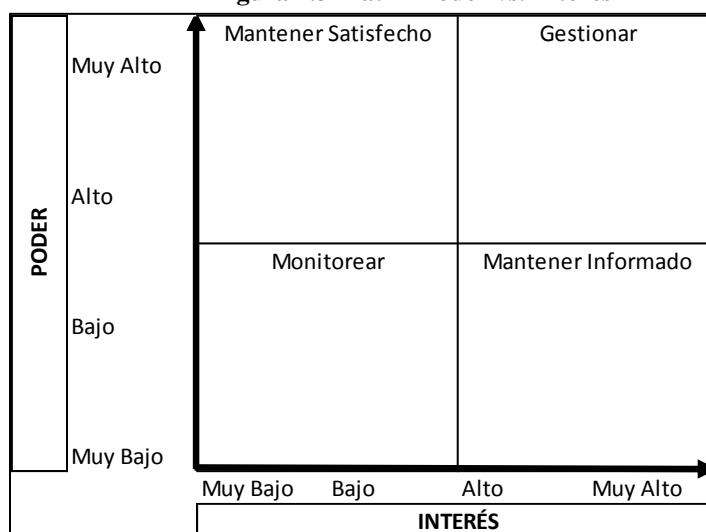 Mantener Satisfecho Gestionar
Muy Alto
Alto
PODER
Monitorear Mantener Informado
Bajo
Muy Bajo
Muy Bajo Bajo Alto Muy Alto
INTERÉS